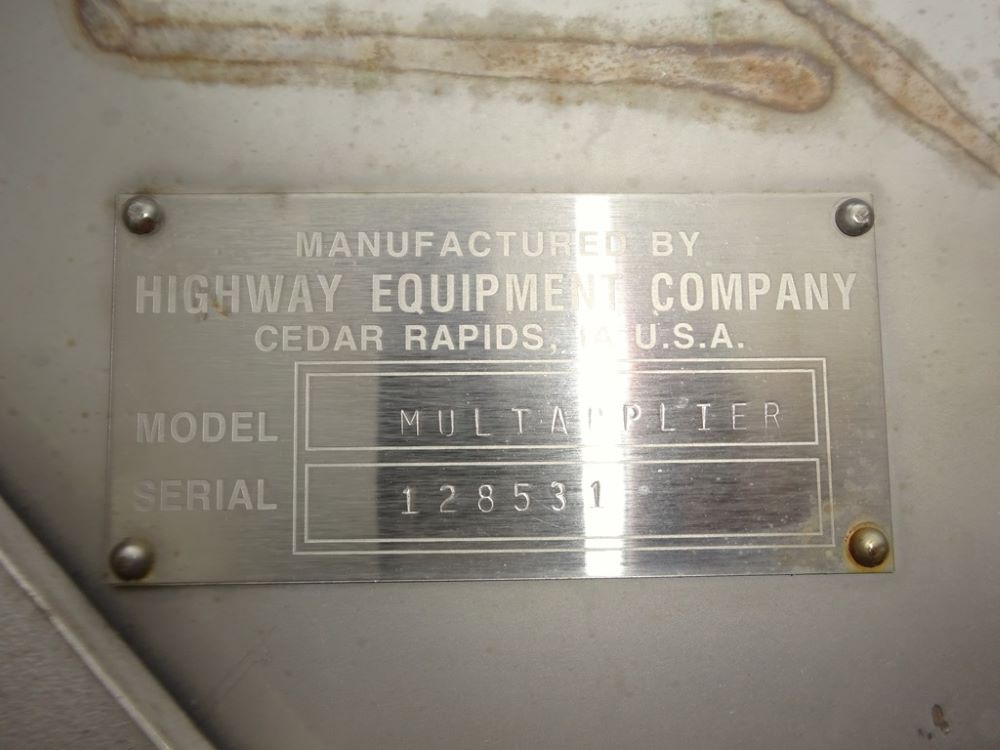 MANUFACTURED BY
HIGHWAY EQUIPMENT COMPANY
CEDAR RAPIDS, IA U.S.A.
MODEL MULTAPPLIER
SERIAL 128531